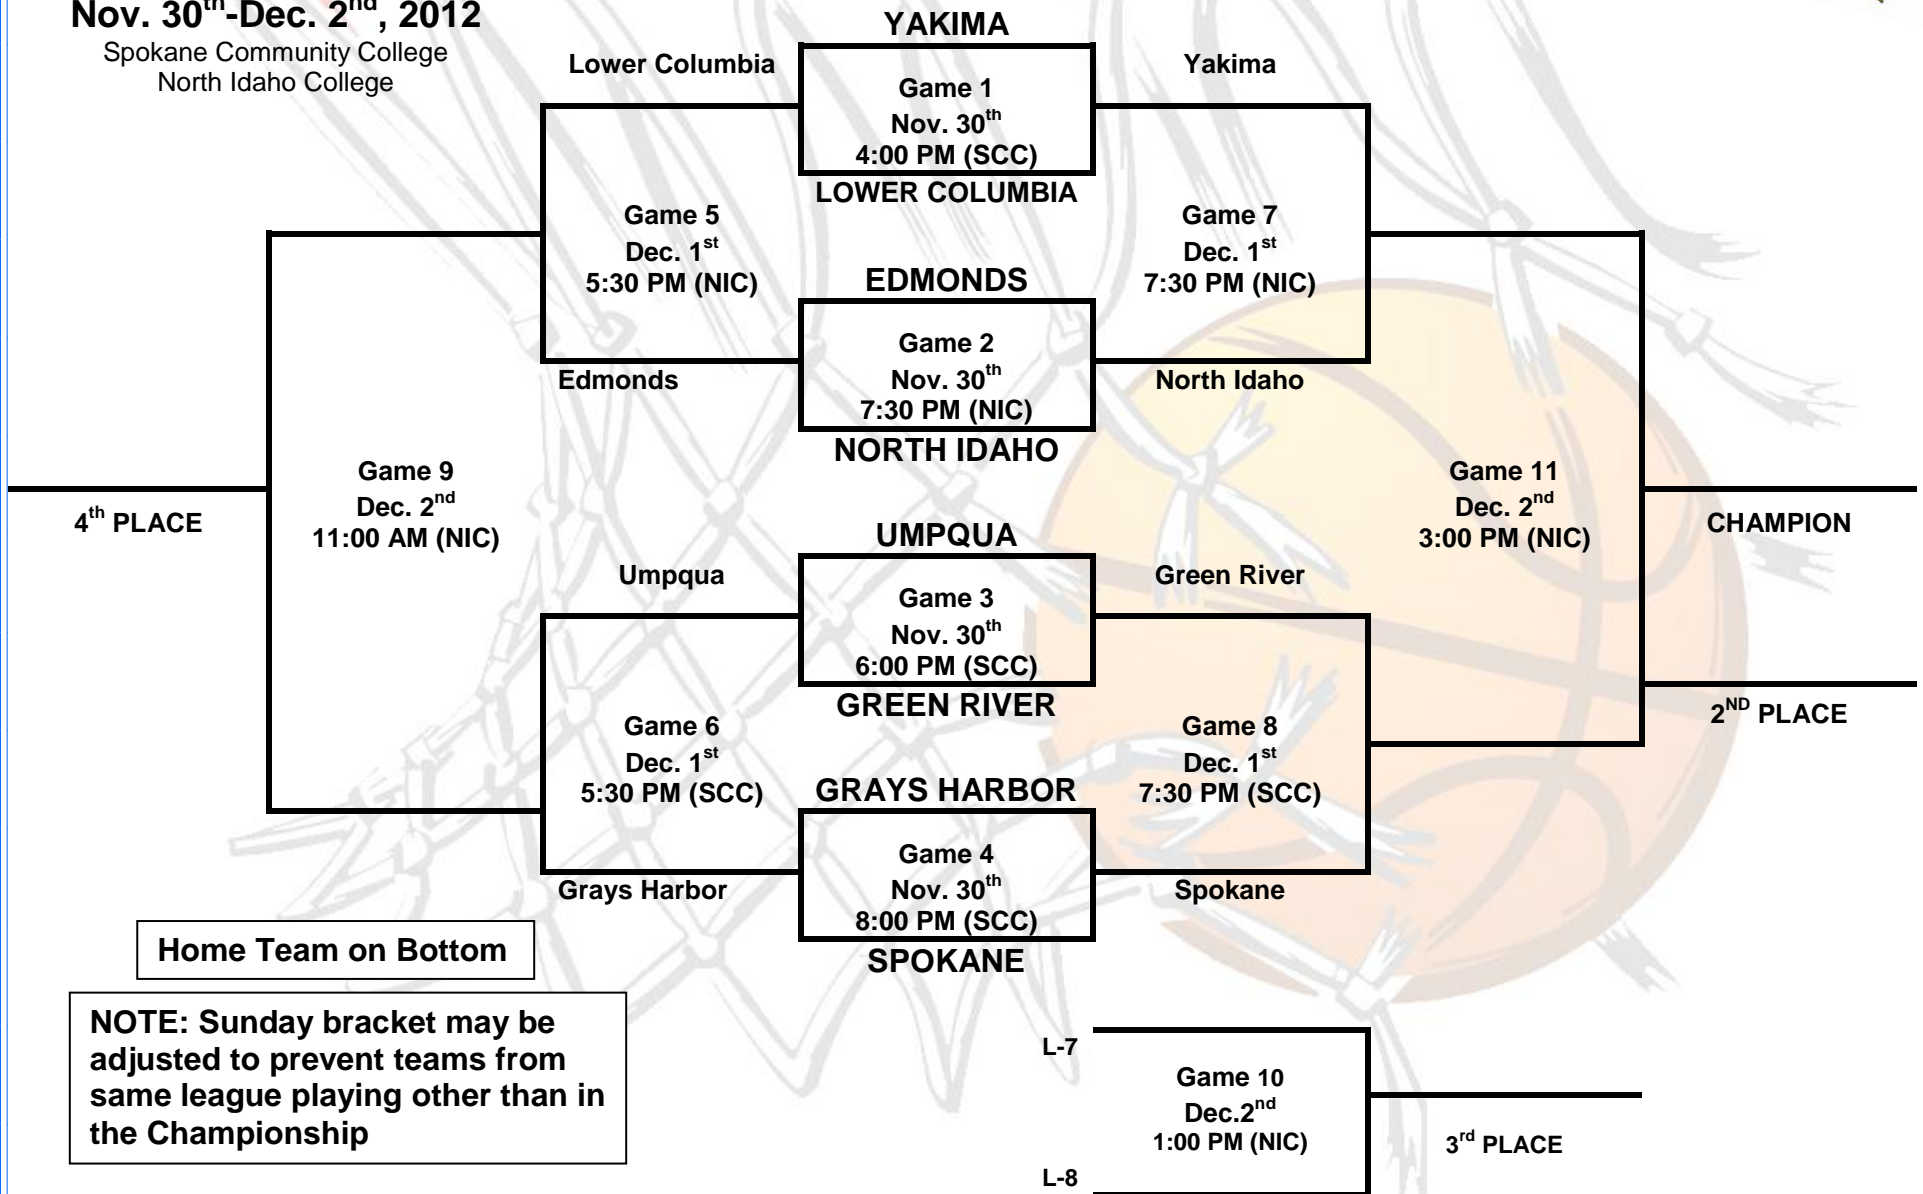 Nov. 30th-Dec. 2nd, 2012
Spokane Community College
North Idaho College
YAKIMA
Lower Columbia
Yakima
Game 1
Nov. 30th
4:00 PM (SCC)
LOWER COLUMBIA
Game 5
Dec. 1st
5:30 PM (NIC)
Game 7
Dec. 1st
7:30 PM (NIC)
EDMONDS
Game 2
Nov. 30th
7:30 PM (NIC)
Edmonds
North Idaho
NORTH IDAHO
Game 9
Dec. 2nd
11:00 AM (NIC)
4th PLACE
Game 11
Dec. 2nd
3:00 PM (NIC)
CHAMPION
UMPQUA
Umpqua
Green River
Game 3
Nov. 30th
6:00 PM (SCC)
GREEN RIVER
2ND PLACE
Game 6
Dec. 1st
5:30 PM (SCC)
Game 8
Dec. 1st
7:30 PM (SCC)
GRAYS HARBOR
Game 4
Nov. 30th
8:00 PM (SCC)
Grays Harbor
Spokane
SPOKANE
Home Team on Bottom
NOTE: Sunday bracket may be
adjusted to prevent teams from
same league playing other than in
the Championship
L-7
Game 10
Dec.2nd
1:00 PM (NIC)
3rd PLACE
L-8